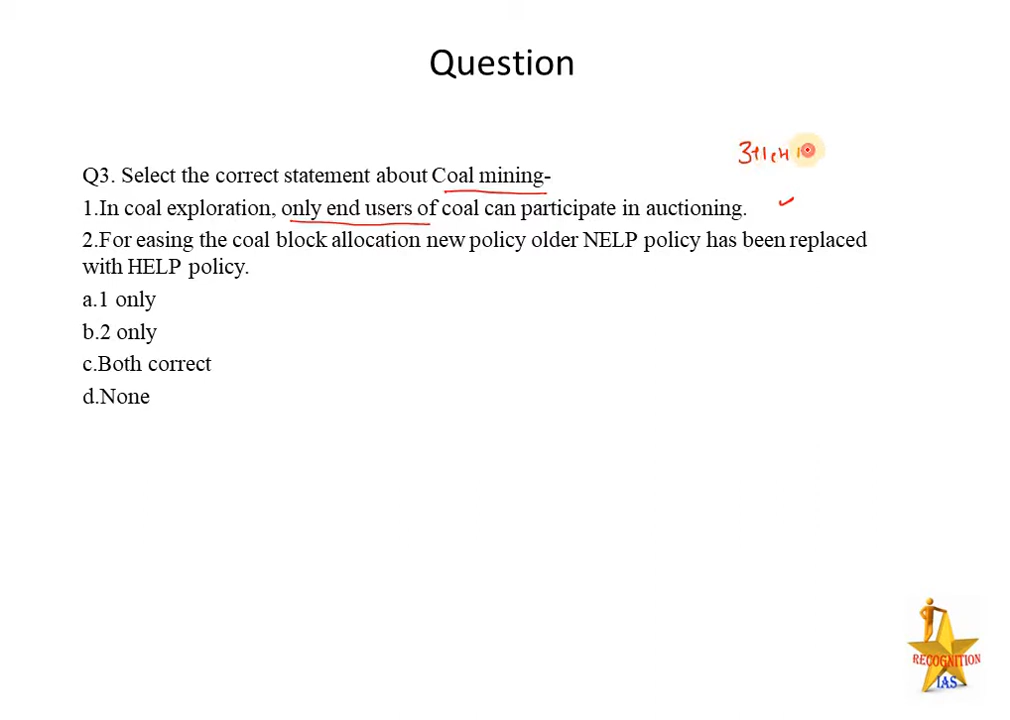 Question
Q3. Select the correct statement about Coal mining-
1.In coal exploration, only end users of coal can participate in auctioning.
2.For easing the coal block allocation new policy older NELP policy has been replaced
with HELP policy.
a.1 only
b.2 only
c.Both correct
d.None
RECOGNITION
IAS